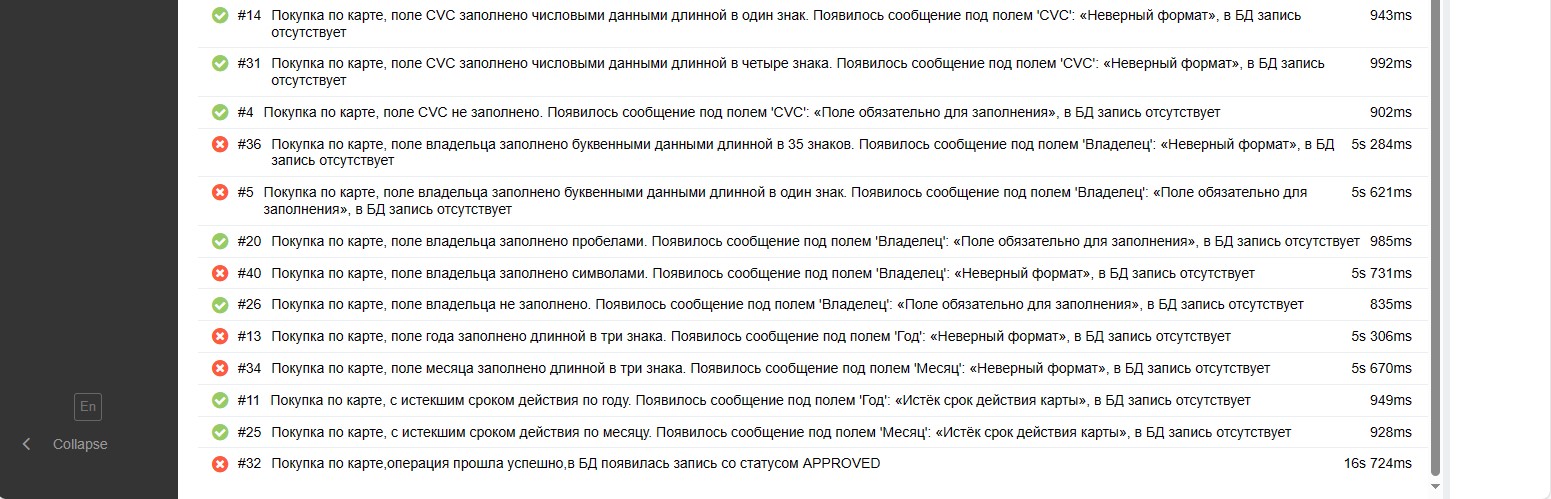 #14 Покупка по карте, поле CVC заполнено числовыми данными длинной в один знак. Появилось сообщение под полем 'CVC': «Неверный формат», в БД запись 943ms
отсутствует
#31 Покупка по карте, поле CVC заполнено числовыми данными длинной в четыре знака. Появилось сообщение под полем 'CVC': «Неверный формат», в БД запись 992ms
отсутствует
#4 Покупка по карте, поле CVC не заполнено. Появилось сообщение под полем 'CVC': «Поле обязательно для заполнения», в БД запись отсутствует 902ms
#36 Покупка по карте, поле владельца заполнено буквенными данными длинной в 35 знаков. Появилось сообщение под полем 'Владелец': «Неверный формат», в БД 5s 284ms
запись отсутствует
#5 Покупка по карте, поле владельца заполнено буквенными данными длинной в один знак. Появилось сообщение под полем 'Владелец': «Поле обязательно для 5s 621ms
заполнения», в БД запись отсутствует
#20 Покупка по карте, поле владельца заполнено пробелами. Появилось сообщение под полем 'Владелец': «Поле обязательно для заполнения», в БД запись отсутствует 985ms
#40 Покупка по карте, поле владельца заполнено символами. Появилось сообщение под полем 'Владелец': «Неверный формат», в БД запись отсутствует 5s 731ms
#26 Покупка по карте, поле владельца не заполнено. Появилось сообщение под полем 'Владелец': «Поле обязательно для заполнения», в БД запись отсутствует 835ms
#13 Покупка по карте, поле года заполнено длинной в три знака. Появилось сообщение под полем 'Год': «Неверный формат», в БД запись отсутствует 5s 306ms
#34 Покупка по карте, поле месяца заполнено длинной в три знака. Появилось сообщение под полем 'Месяц': «Неверный формат», в БД запись отсутствует 5s 670ms
#11 Покупка по карте, с истекшим сроком действия по году. Появилось сообщение под полем 'Год': «Истёк срок действия карты», в БД запись отсутствует 949ms
#25 Покупка по карте, с истекшим сроком действия по месяцу. Появилось сообщение под полем 'Месяц': «Истёк срок действия карты», в БД запись отсутствует 928ms
#32 Покупка по карте,операция прошла успешно,в БД появилась запись со статусом APPROVED 16s 724ms
En
Collapse